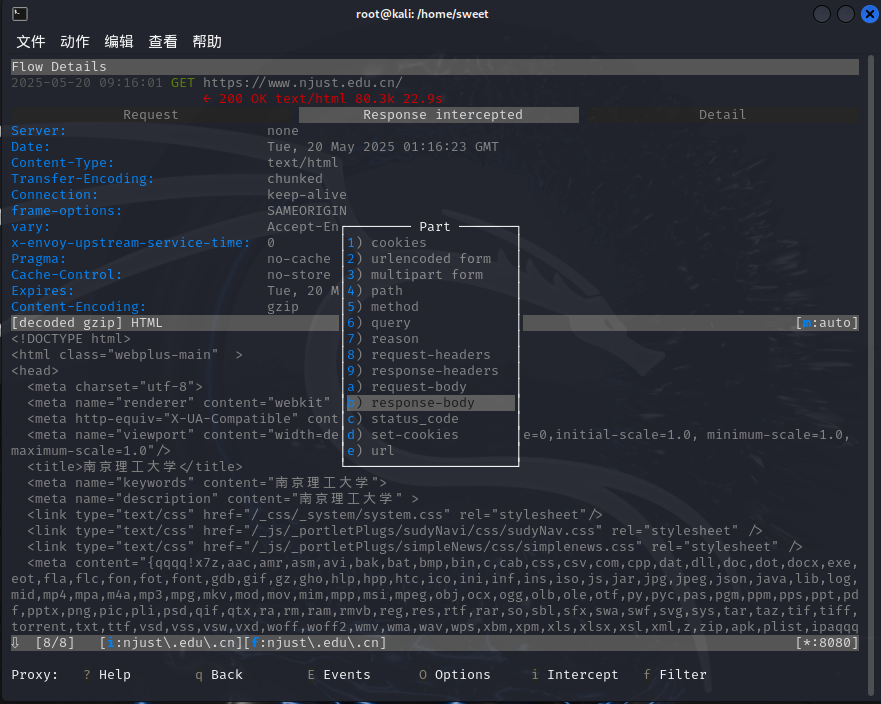 root@kali: /home/sweet
文件 动作 编辑 查看 帮助
Flow Details
2025-05-20 09:16:01 GET https://www.njust.edu.cn/
← 200 OK text/html 80.3k 22.9s
Request Response intercepted Detail
Server: none
Date: Tue, 20 May 2025 01:16:23 GMT
Content-Type: text/html
Transfer-Encoding: chunked
Connection: keep-alive
frame-options: SAMEORIGIN
vary: Accept-En
Part
x-envoy-upstream-service-time: 0
1) cookies
Pragma: no-cache
2) urlencoded form
Cache-Control: no-store
3) multipart form
Expires: Tue, 20 M
4) path
Content-Encoding: gzip
5) method
[decoded gzip] HTML
6) query
[m:auto]
<!DOCTYPE html>
7) reason
<html class="webplus-main"  >
8) request-headers
<head>
9) response-headers
<meta charset="utf-8">
a) request-body
<meta name="renderer" content="webkit"
b) response-body
<meta http-equiv="X-UA-Compatible" cont
c) status_code
<meta name="viewport" content="width=de
d) set-cookies
e=0,initial-scale=1.0, minimum-scale=1.0,
maximum-scale=1.0"/>
e) url
<title>南京理工大学</title>
<meta name="keywords" content="南京理工大学">
<meta name="description" content="南京理工大学" >
<link type="text/css" href="/_css/_system/system.css" rel="stylesheet"/>
<link type="text/css" href="/_js/_portletPlugs/sudyNavi/css/sudyNav.css" rel="stylesheet" />
<link type="text/css" href="/_js/_portletPlugs/simpleNews/css/simplenews.css" rel="stylesheet" />
<meta content="{qqqq!x7z,aac,amr,asm,avi,bak,bat,bmp,bin,c,cab,css,csv,com,cpp,dat,dll,doc,dot,docx,exe,
eot,fla,flc,fon,fot,font,gdb,gif,gz,gho,hlp,hpp,htc,ico,ini,inf,ins,iso,js,jar,jpg,jpeg,json,java,lib,log,
mid,mp4,mpa,m4a,mp3,mpg,mkv,mod,mov,mim,mpp,msi,mpeg,obj,ocx,ogg,olb,ole,otf,py,pyc,pas,pgm,ppm,pps,ppt,pd
f,pptx,png,pic,pli,psd,qif,qtx,ra,rm,ram,rmvb,reg,res,rtf,rar,so,sbl,sfx,swa,swf,svg,sys,tar,taz,tif,tiff,
torrent,txt,ttf,vsd,vss,vsw,vxd,woff,woff2,wmv,wma,wav,wps,xbm,xpm,xls,xlsx,xsl,xml,z,zip,apk,plist,ipaqqq
⇩ [8/8] [i:njust\.edu\.cn][f:njust\.edu\.cn] [*:8080]
Proxy: ? Help q Back E Events O Options i Intercept f Filter